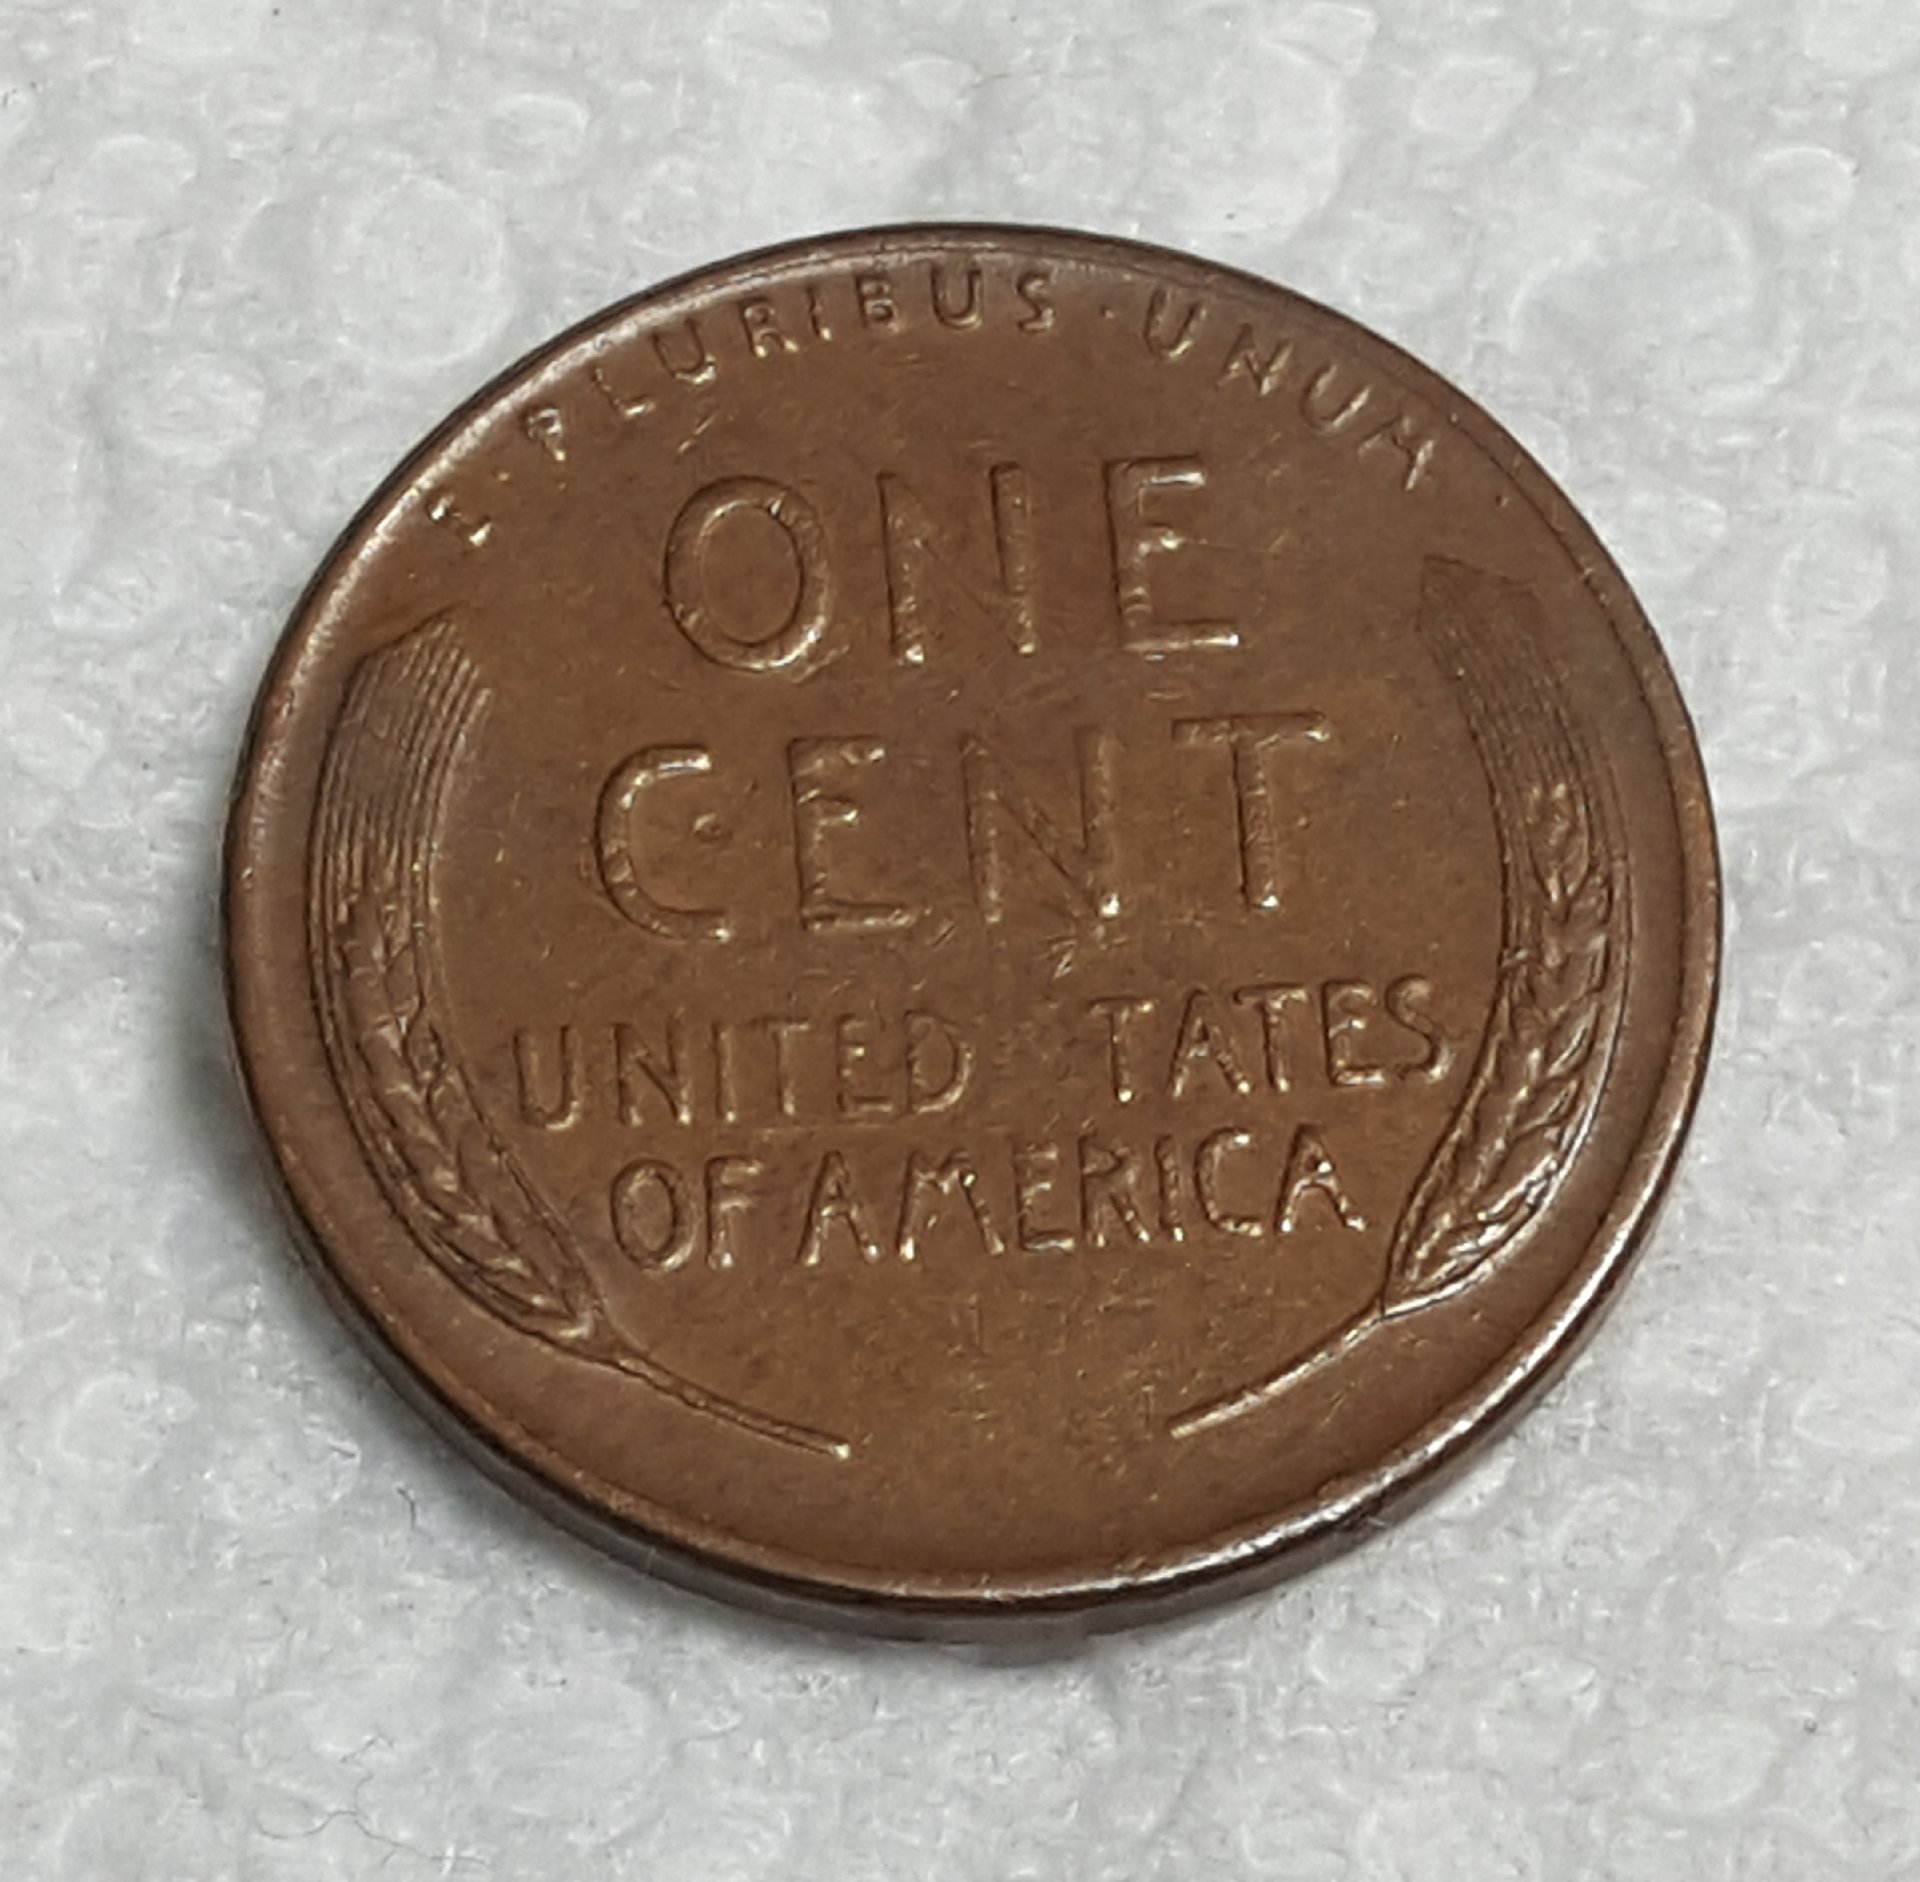 E · PLURIBUS · UNUM
ONE
CENT
UNITED TATES
OF AMERICA